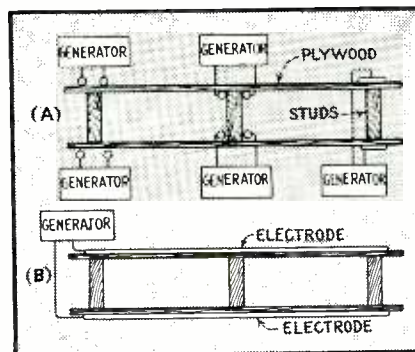 GENERATOR
GENERATOR
PLYWOOD
(A)
STUDS
GENERATOR
GENERATOR
GENERATOR
GENERATOR
ELECTRODE
(B)
ELECTRODE